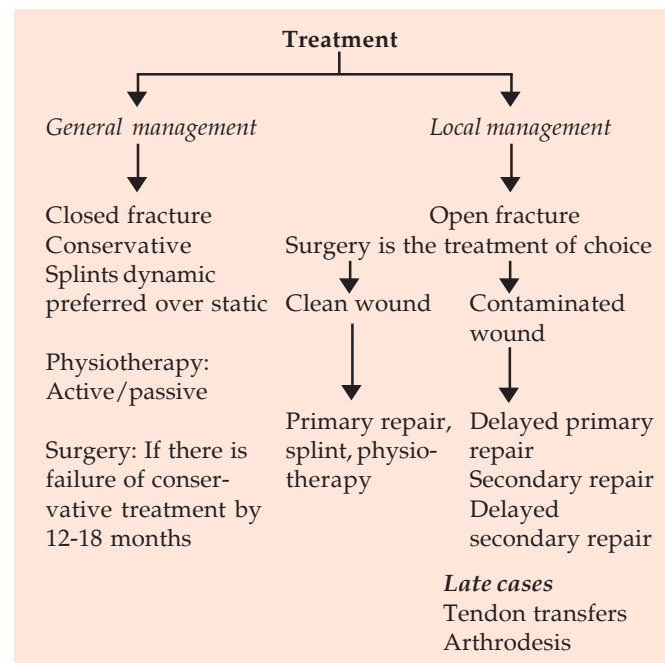 Treatment
General management
Local management
Closed fracture
Conservative
Splints dynamic
preferred over static
Physiotherapy:
Active/passive
Surgery: If there is
failure of conser-
vative treatment by
12-18 months
Open fracture
Surgery is the treatment of choice
Clean wound
Primary repair,
splint, physio-
therapy
Contaminated
wound
Delayed primary
repair
Secondary repair
Delayed
secondary repair
Late cases
Tendon transfers
Arthrodesis